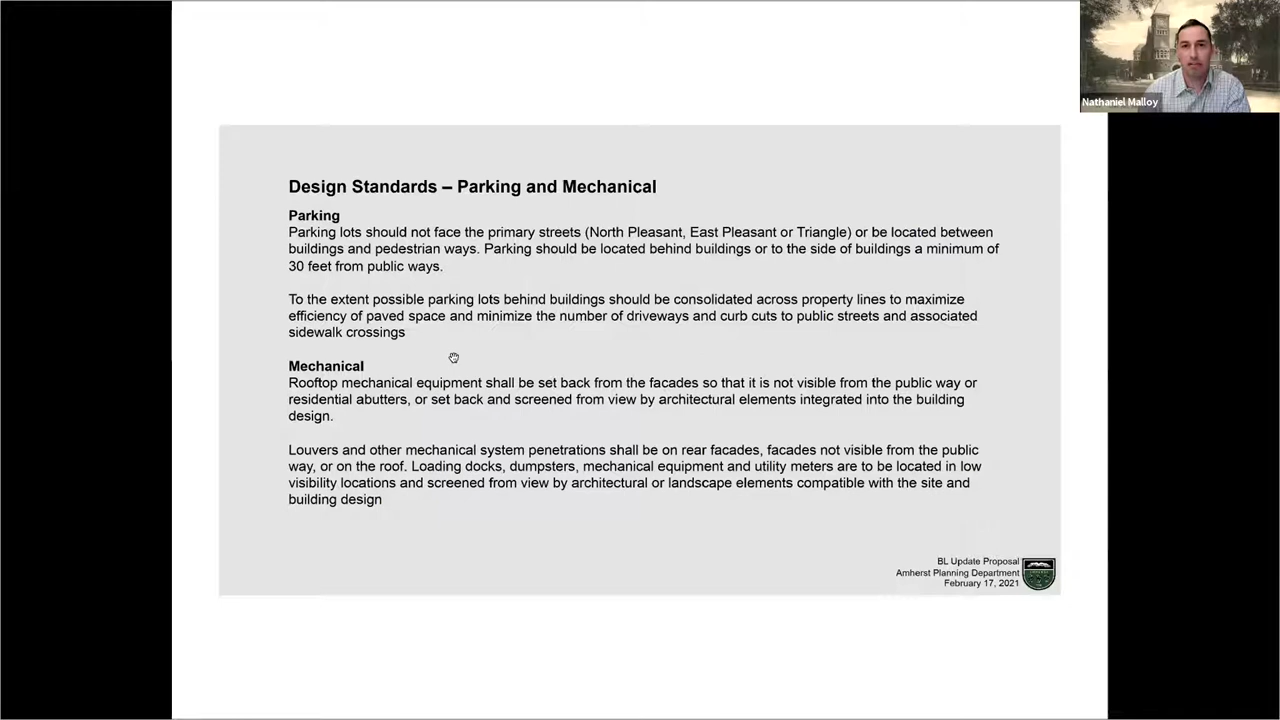 Nathaniel Malloy
Design Standards – Parking and Mechanical
Parking
Parking lots should not face the primary streets (North Pleasant, East Pleasant or Triangle) or be located between
buildings and pedestrian ways. Parking should be located behind buildings or to the side of buildings a minimum of
30 feet from public ways.
To the extent possible parking lots behind buildings should be consolidated across property lines to maximize
efficiency of paved space and minimize the number of driveways and curb cuts to public streets and associated
sidewalk crossings
Mechanical
Rooftop mechanical equipment shall be set back from the facades so that it is not visible from the public way or
residential abutters, or set back and screened from view by architectural elements integrated into the building
design.
Louvers and other mechanical system penetrations shall be on rear facades, facades not visible from the public
way, or on the roof. Loading docks, dumpsters, mechanical equipment and utility meters are to be located in low
visibility locations and screened from view by architectural or landscape elements compatible with the site and
building design
BL Update Proposal
Amherst Planning Department
February 17, 2021